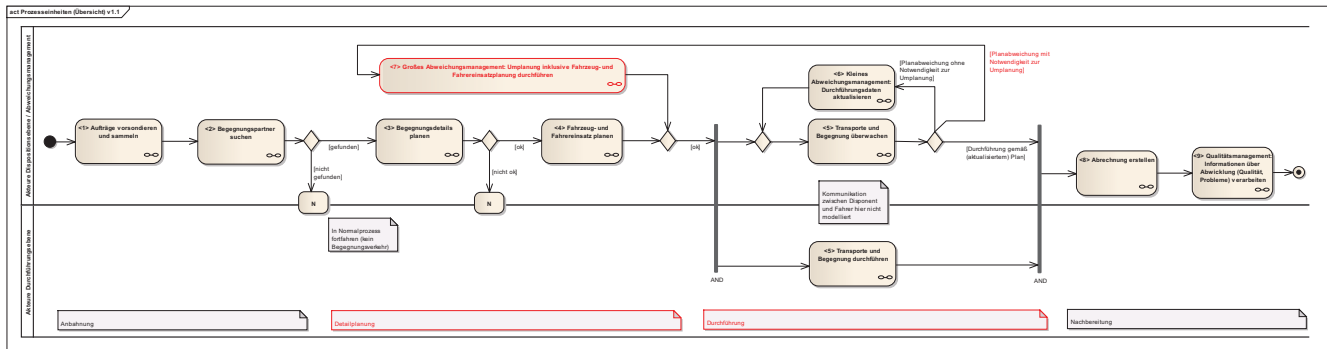 act Prozesseinheiten (Übersicht) v1.1
Akteure Dispositionsebene / Abweichungsmanagement
<1> Aufträge vorsondieren
und sammeln
<2> Begegnungspartner
suchen
[gefunden]
[nicht
gefunden]
N
In Normalprozess
fortfahren (kein
Begegnungsverkehr)
<7> Großes Abweichungsmanagement: Umplanung inklusive Fahrzeug- und
Fahrereinsatzplanung durchführen
<3> Begegnungsdetails
planen
[ok]
[nicht ok]
N
<4> Fahrzeug- und
Fahrereinsatz planen
[ok]
<6> Kleines
Abweichungsmanagement:
Durchführungsdaten
aktualisieren
[Planabweichung ohne
Notwendigkeit zur
Umplanung]
[Planabweichung mit
Notwendigkeit zur
Umplanung]
<5> Transporte und
Begegnung überwachen
[Durchführung gemäß
(aktualisiertem) Plan]
Kommunikation
zwischen Disponent
und Fahrer hier nicht
modelliert
<8> Abrechnung erstellen
<9> Qualitätsmanagement:
Informationen über
Abwicklung (Qualität,
Probleme) verarbeiten
Akteure Durchführungsebene
<5> Transporte und
Begegnung durchführen
AND
AND
Anbahnung
Detailplanung
Durchführung
Nachbereitung